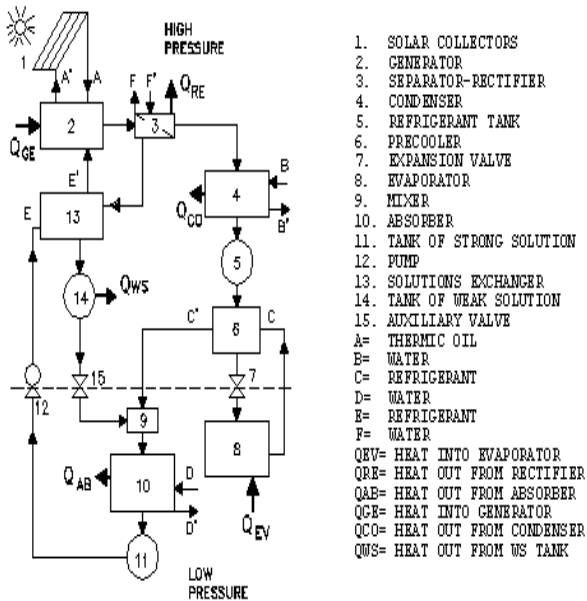 HIGH
PRESSURE
1
A'
A
F
F'
QRE
2
3
QGE
E'
B
4
QCO
B'
E
13
5
14
QWS
C'
6
C
15
7
12
9
8
QAB
10
D
D'
QEV
11
LOW
PRESSURE
1. SOLAR COLLECTORS
2. GENERATOR
3. SEPARATOR-RECTIFIER
4. CONDENSER
5. REFRIGERANT TANK
6. PRECOOLER
7. EXPANSION VALVE
8. EVAPORATOR
9. MIXER
10. ABSORBER
11. TANK OF STRONG SOLUTION
12. PUMP
13. SOLUTIONS EXCHANGER
14. TANK OF WEAK SOLUTION
15. AUXILIARY VALVE
A= THERMIC OIL
B= WATER
C= REFRIGERANT
D= WATER
E= REFRIGERANT
F= WATER
QEV= HEAT INTO EVAPORATOR
QRE= HEAT OUT FROM RECTIFIER
QAB= HEAT OUT FROM ABSORBER
QGE= HEAT INTO GENERATOR
QCO= HEAT OUT FROM CONDENSER
QWS= HEAT OUT FROM WS TANK